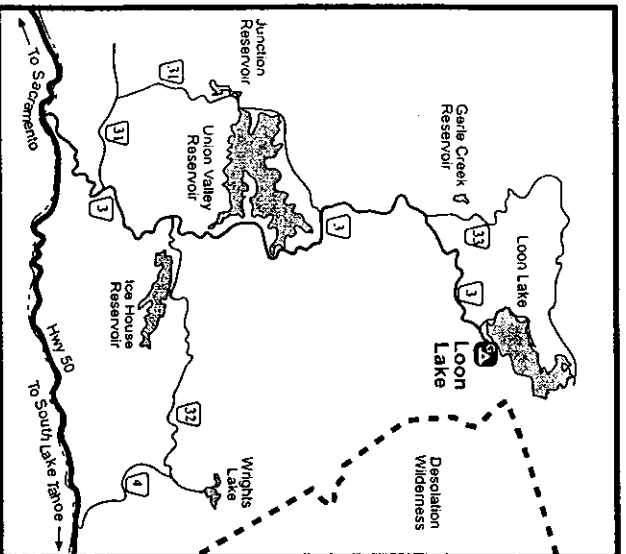 Gerle Creek
Reservoir
33
Loon Lake
3
Loon
Lake
Desolation
Wilderness
Junction
Reservoir
31
Union Valley
Reservoir
3
31
3
Ice House
Reservoir
32
Wrights
Lake
4
To Sacramento
Hwy 50
To South Lake Tahoe